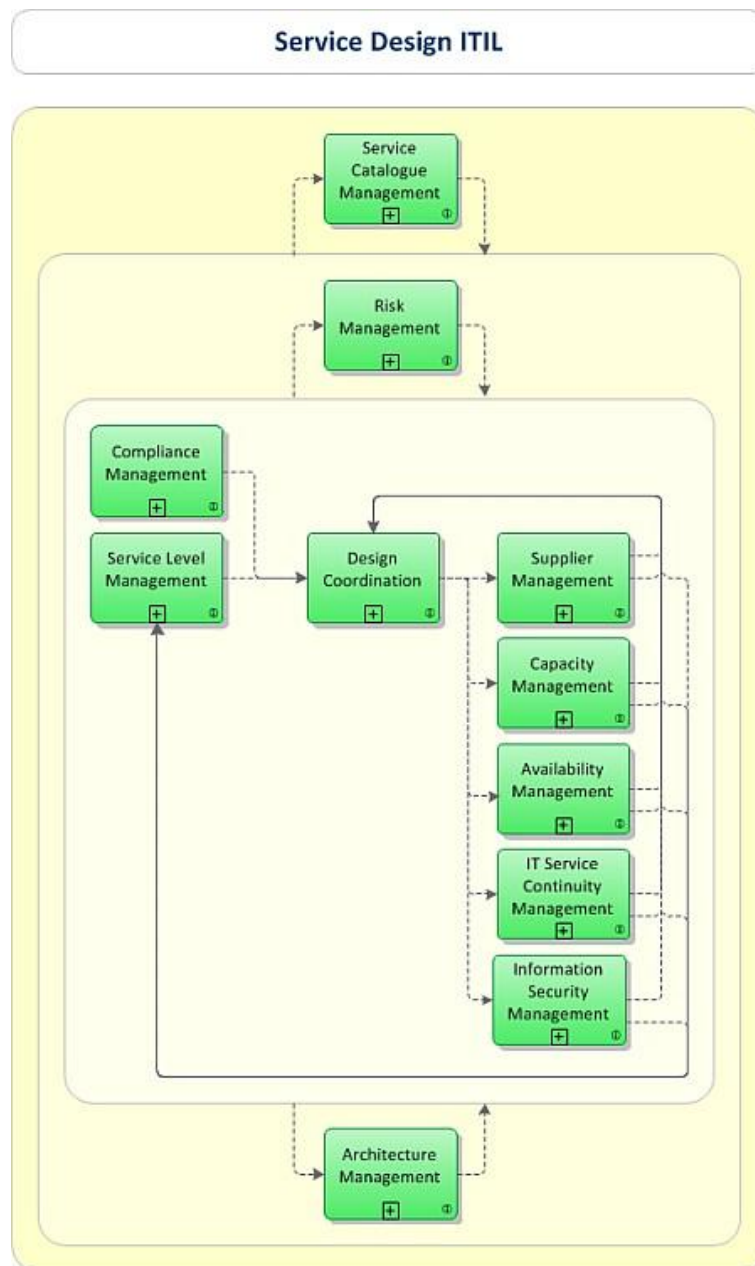 Service Design ITIL
Service
Catalogue
Management
Risk
Management
Compliance
Management
Service Level
Management
Design
Coordination
Supplier
Management
Capacity
Management
Availability
Management
IT Service
Continuity
Management
Information
Security
Management
Architecture
Management